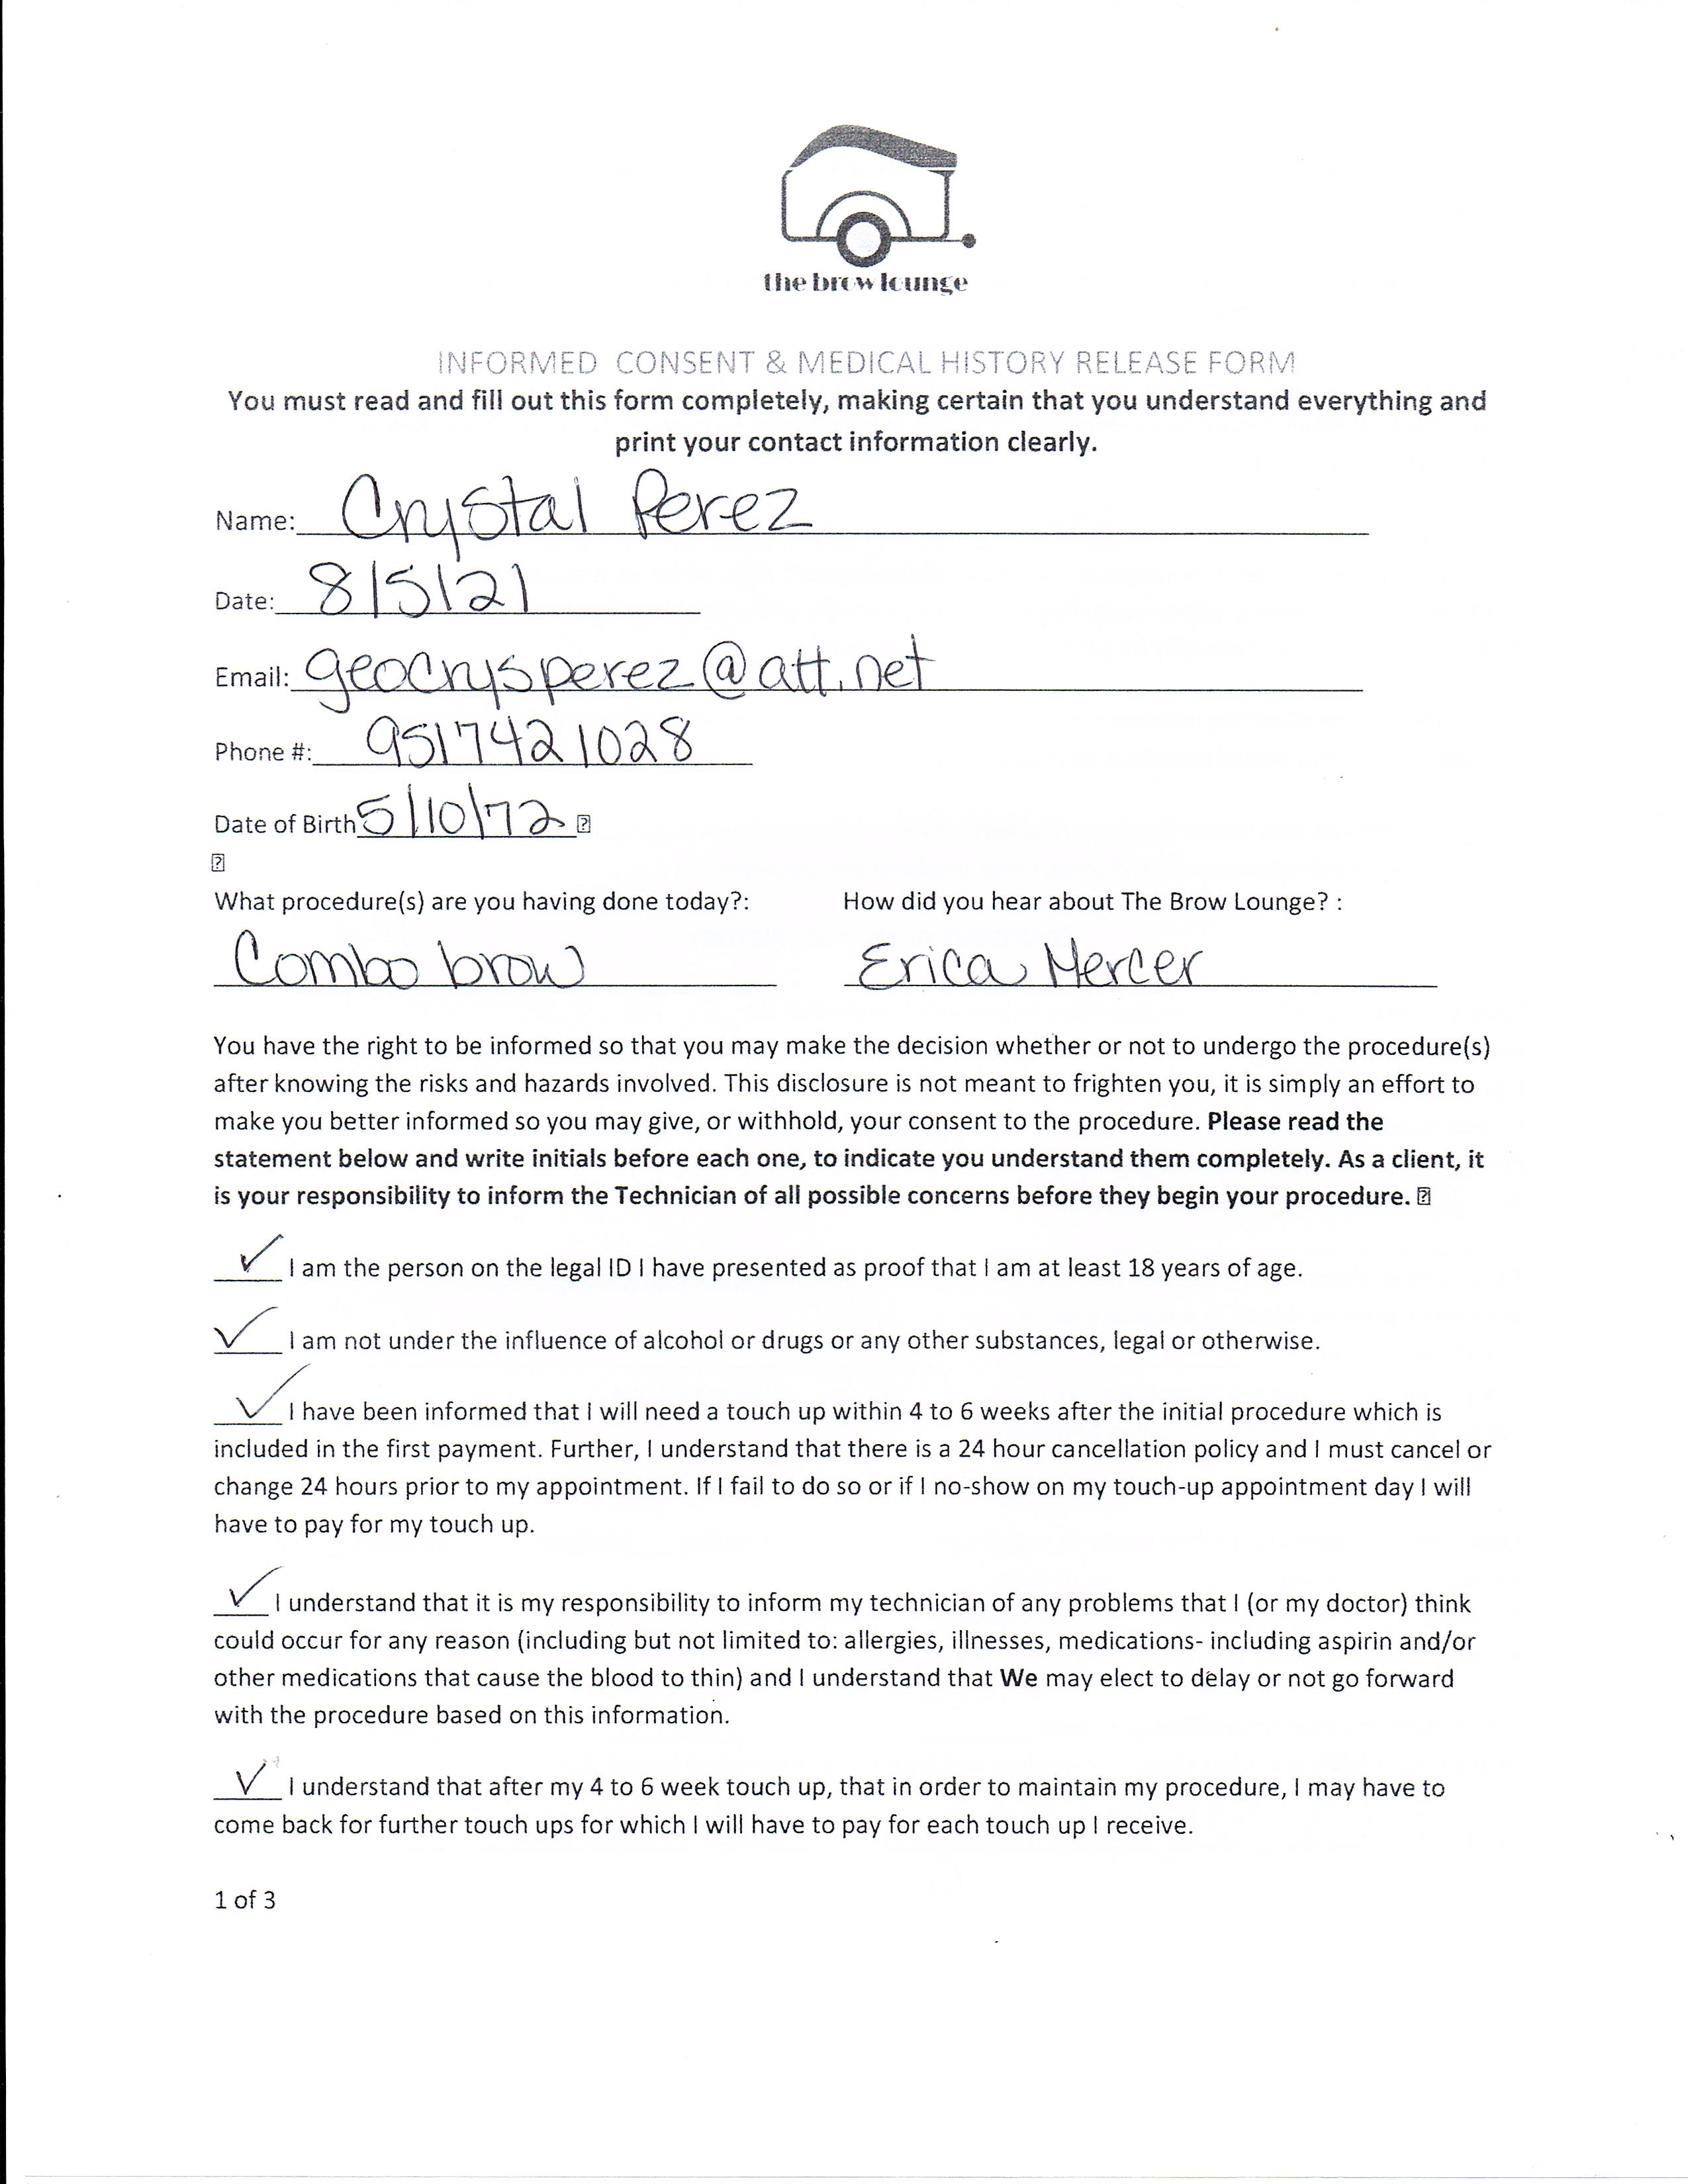 the brow lounge
INFORMED CONSENT & MEDICAL HISTORY RELEASE FORM
You must read and fill out this form completely, making certain that you understand everything and
print your contact information clearly.
Name: Crystal Perez
Date: 8/5/21
Email: geocrysperez@att.net
Phone #: 9517421028
Date of Birth 5/10/72
What procedure(s) are you having done today?: How did you hear about The Brow Lounge? :
Combo brow Erica Mercer
You have the right to be informed so that you may make the decision whether or not to undergo the procedure(s)
after knowing the risks and hazards involved. This disclosure is not meant to frighten you, it is simply an effort to
make you better informed so you may give, or withhold, your consent to the procedure. Please read the
statement below and write initials before each one, to indicate you understand them completely. As a client, it
is your responsibility to inform the Technician of all possible concerns before they begin your procedure.
✓ I am the person on the legal ID I have presented as proof that I am at least 18 years of age.
✓ I am not under the influence of alcohol or drugs or any other substances, legal or otherwise.
✓ I have been informed that I will need a touch up within 4 to 6 weeks after the initial procedure which is
included in the first payment. Further, I understand that there is a 24 hour cancellation policy and I must cancel or
change 24 hours prior to my appointment. If I fail to do so or if I no-show on my touch-up appointment day I will
have to pay for my touch up.
✓ I understand that it is my responsibility to inform my technician of any problems that I (or my doctor) think
could occur for any reason (including but not limited to: allergies, illnesses, medications- including aspirin and/or
other medications that cause the blood to thin) and I understand that We may elect to delay or not go forward
with the procedure based on this information.
✓ I understand that after my 4 to 6 week touch up, that in order to maintain my procedure, I may have to
come back for further touch ups for which I will have to pay for each touch up I receive.
1 of 3